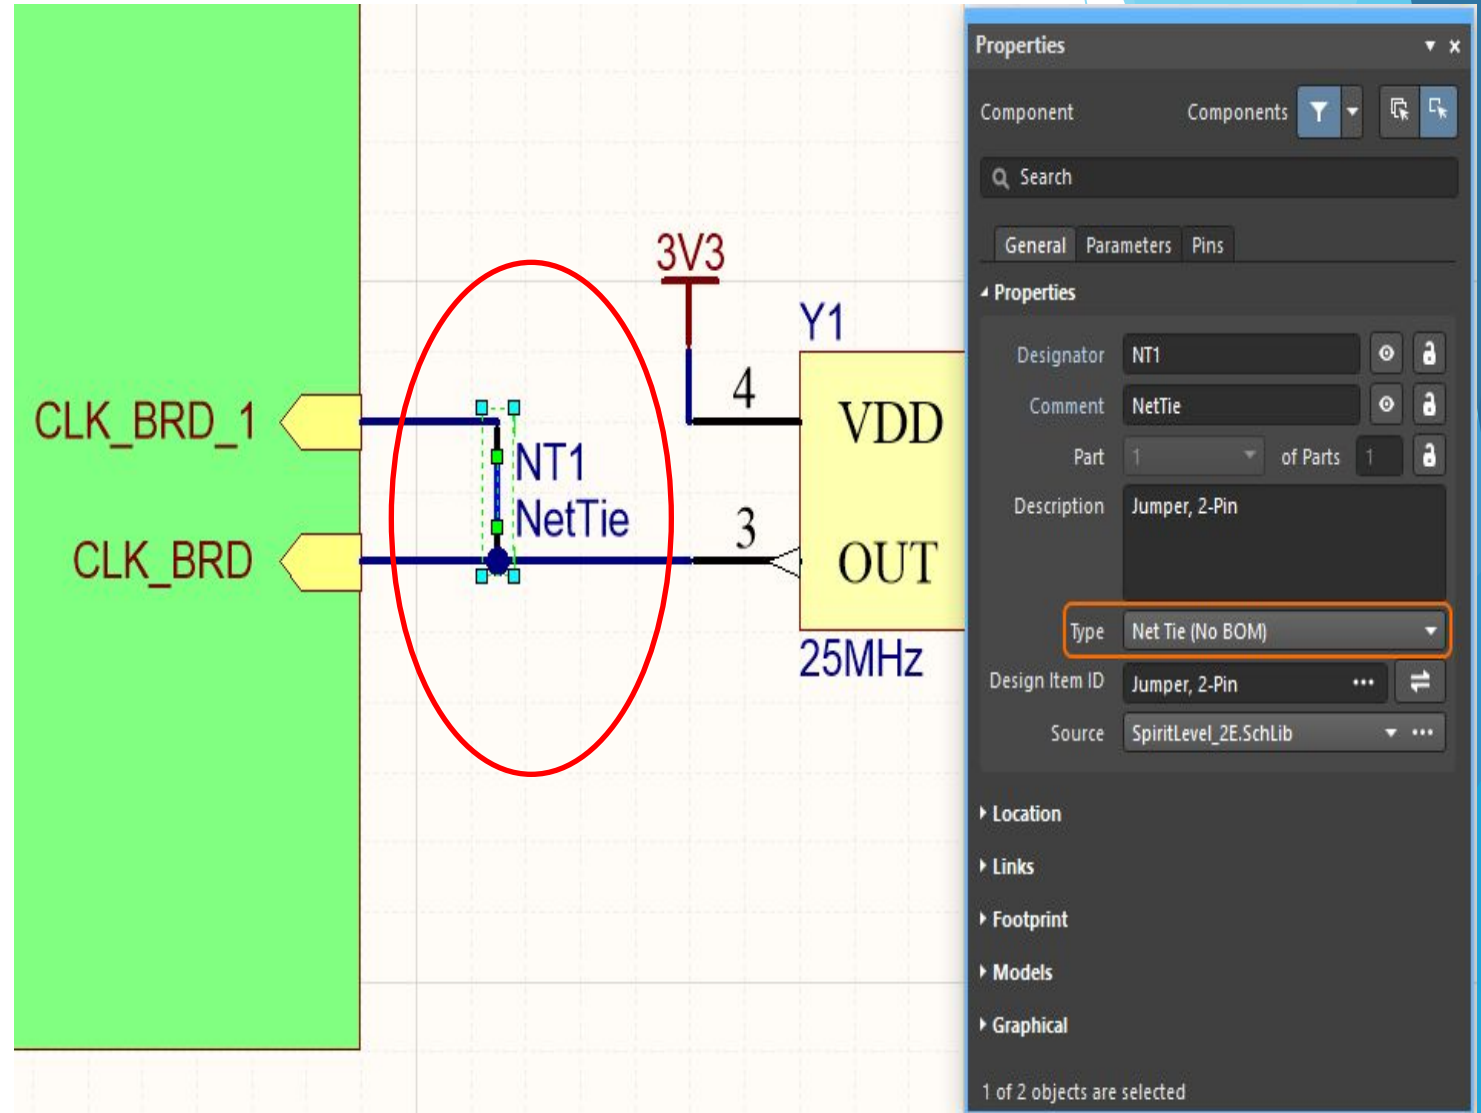 3V3
Y1
CLK_BRD_1
4
VDD
NT1
NetTie
CLK_BRD
3
OUT
25MHz
Properties
Component Components
Search
General Parameters Pins
Properties
Designator NT1
Comment NetTie
Part 1 of Parts 1
Description Jumper, 2-Pin
Type Net Tie (No BOM)
Design Item ID Jumper, 2-Pin
Source SpiritLevel_2E.SchLib
Location
Links
Footprint
Models
Graphical
1 of 2 objects are selected